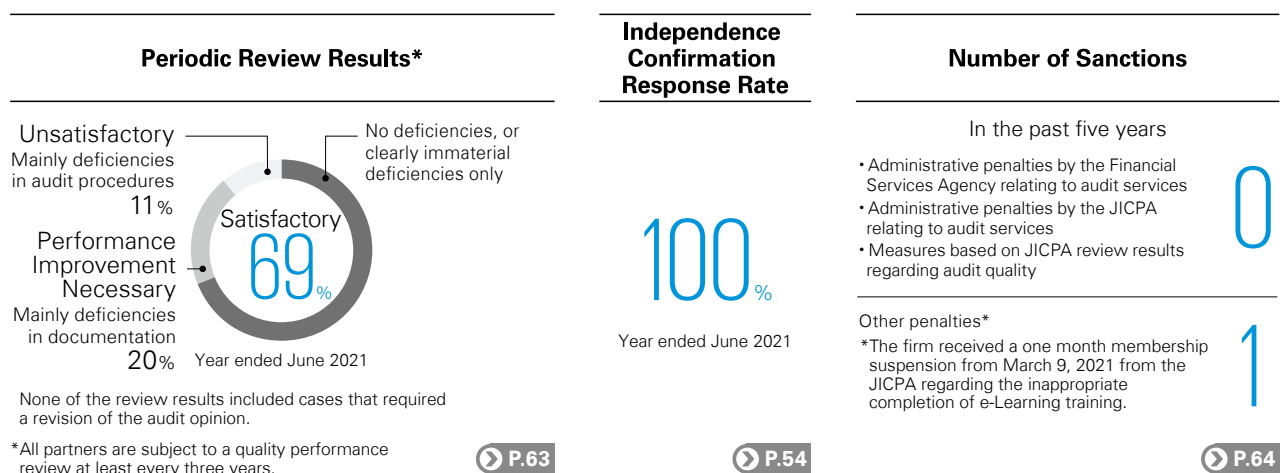 Periodic Review Results*
Unsatisfactory
Mainly deficiencies
in audit procedures
11%
No deficiencies, or
clearly immaterial
deficiencies only
Satisfactory
69%
Performance
Improvement
Necessary
Mainly deficiencies
in documentation
20%
Year ended June 2021
None of the review results included cases that required
a revision of the audit opinion.
*All partners are subject to a quality performance
review at least every three years.
P.63
Independence
Confirmation
Response Rate
100%
Year ended June 2021
P.54
Number of Sanctions
In the past five years
・Administrative penalties by the Financial
Services Agency relating to audit services
・Administrative penalties by the JICPA
relating to audit services
・Measures based on JICPA review results
regarding audit quality
0
Other penalties*
*The firm received a one month membership
suspension from March 9, 2021 from the
JICPA regarding the inappropriate
completion of e-Learning training.
1
P.64